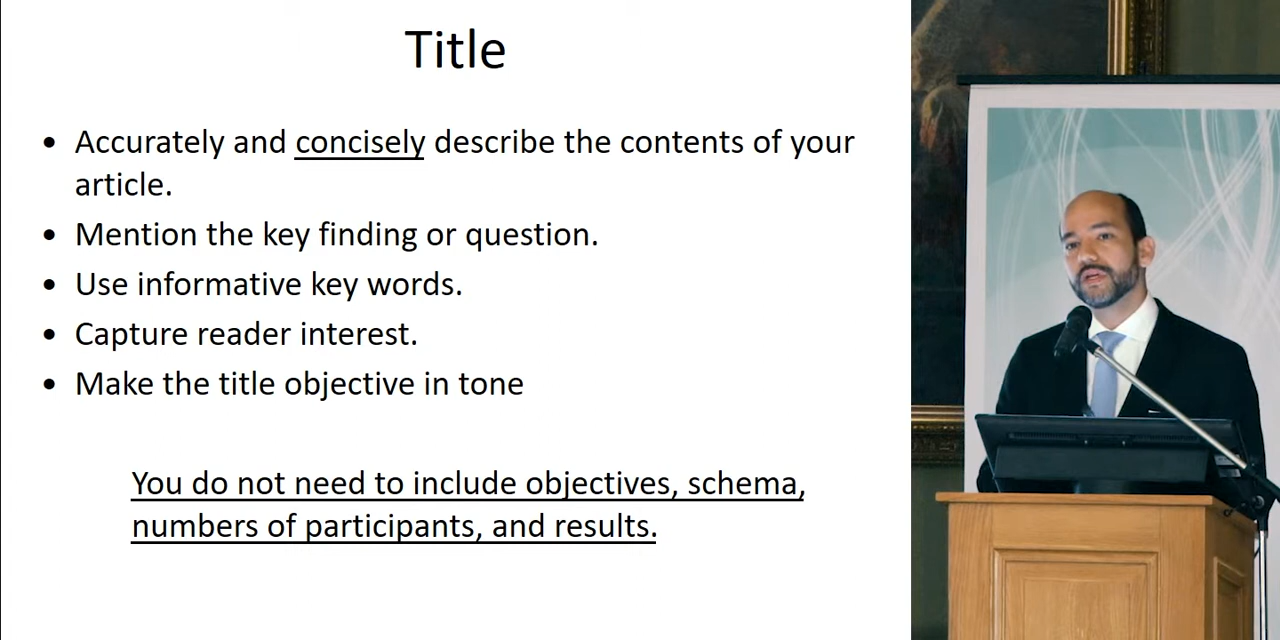 Title
• Accurately and concisely describe the contents of your
article.
• Mention the key finding or question.
• Use informative key words.
• Capture reader interest.
• Make the title objective in tone
You do not need to include objectives, schema,
numbers of participants, and results.